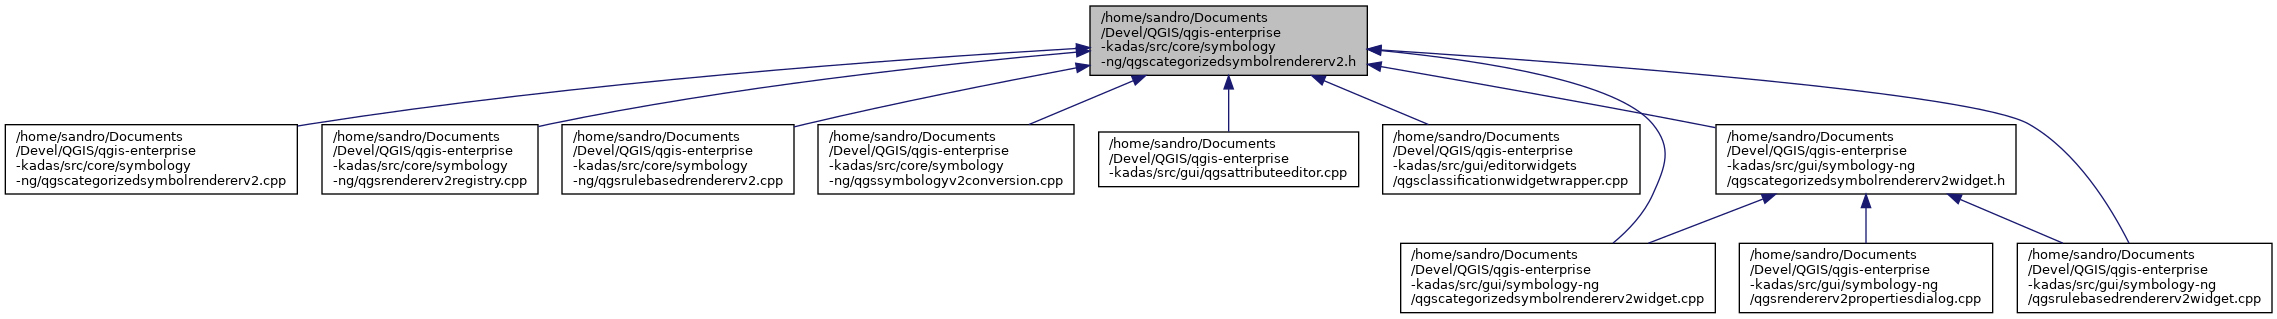 /home/sandro/Documents
/Devel/QGIS/qgis-enterprise
-kadas/src/core/symbology
-ng/qgscategorizedsymbolrendererv2.h
/home/sandro/Documents
/Devel/QGIS/qgis-enterprise
-kadas/src/core/symbology
-ng/qgscategorizedsymbolrendererv2.cpp
/home/sandro/Documents
/Devel/QGIS/qgis-enterprise
-kadas/src/core/symbology
-ng/qgsrendererv2registry.cpp
/home/sandro/Documents
/Devel/QGIS/qgis-enterprise
-kadas/src/core/symbology
-ng/qgsrulebasedrendererv2.cpp
/home/sandro/Documents
/Devel/QGIS/qgis-enterprise
-kadas/src/core/symbology
-ng/qgssymbologyv2conversion.cpp
/home/sandro/Documents
/Devel/QGIS/qgis-enterprise
-kadas/src/gui/qgsattributeeditor.cpp
/home/sandro/Documents
/Devel/QGIS/qgis-enterprise
-kadas/src/gui/editorwidgets
/qgsclassificationwidgetwrapper.cpp
/home/sandro/Documents
/Devel/QGIS/qgis-enterprise
-kadas/src/gui/symbology-ng
/qgscategorizedsymbolrendererv2widget.h
/home/sandro/Documents
/Devel/QGIS/qgis-enterprise
-kadas/src/gui/symbology-ng
/qgscategorizedsymbolrendererv2widget.cpp
/home/sandro/Documents
/Devel/QGIS/qgis-enterprise
-kadas/src/gui/symbology-ng
/qgsrendererv2propertiesdialog.cpp
/home/sandro/Documents
/Devel/QGIS/qgis-enterprise
-kadas/src/gui/symbology-ng
/qgsrulebasedrendererv2widget.cpp